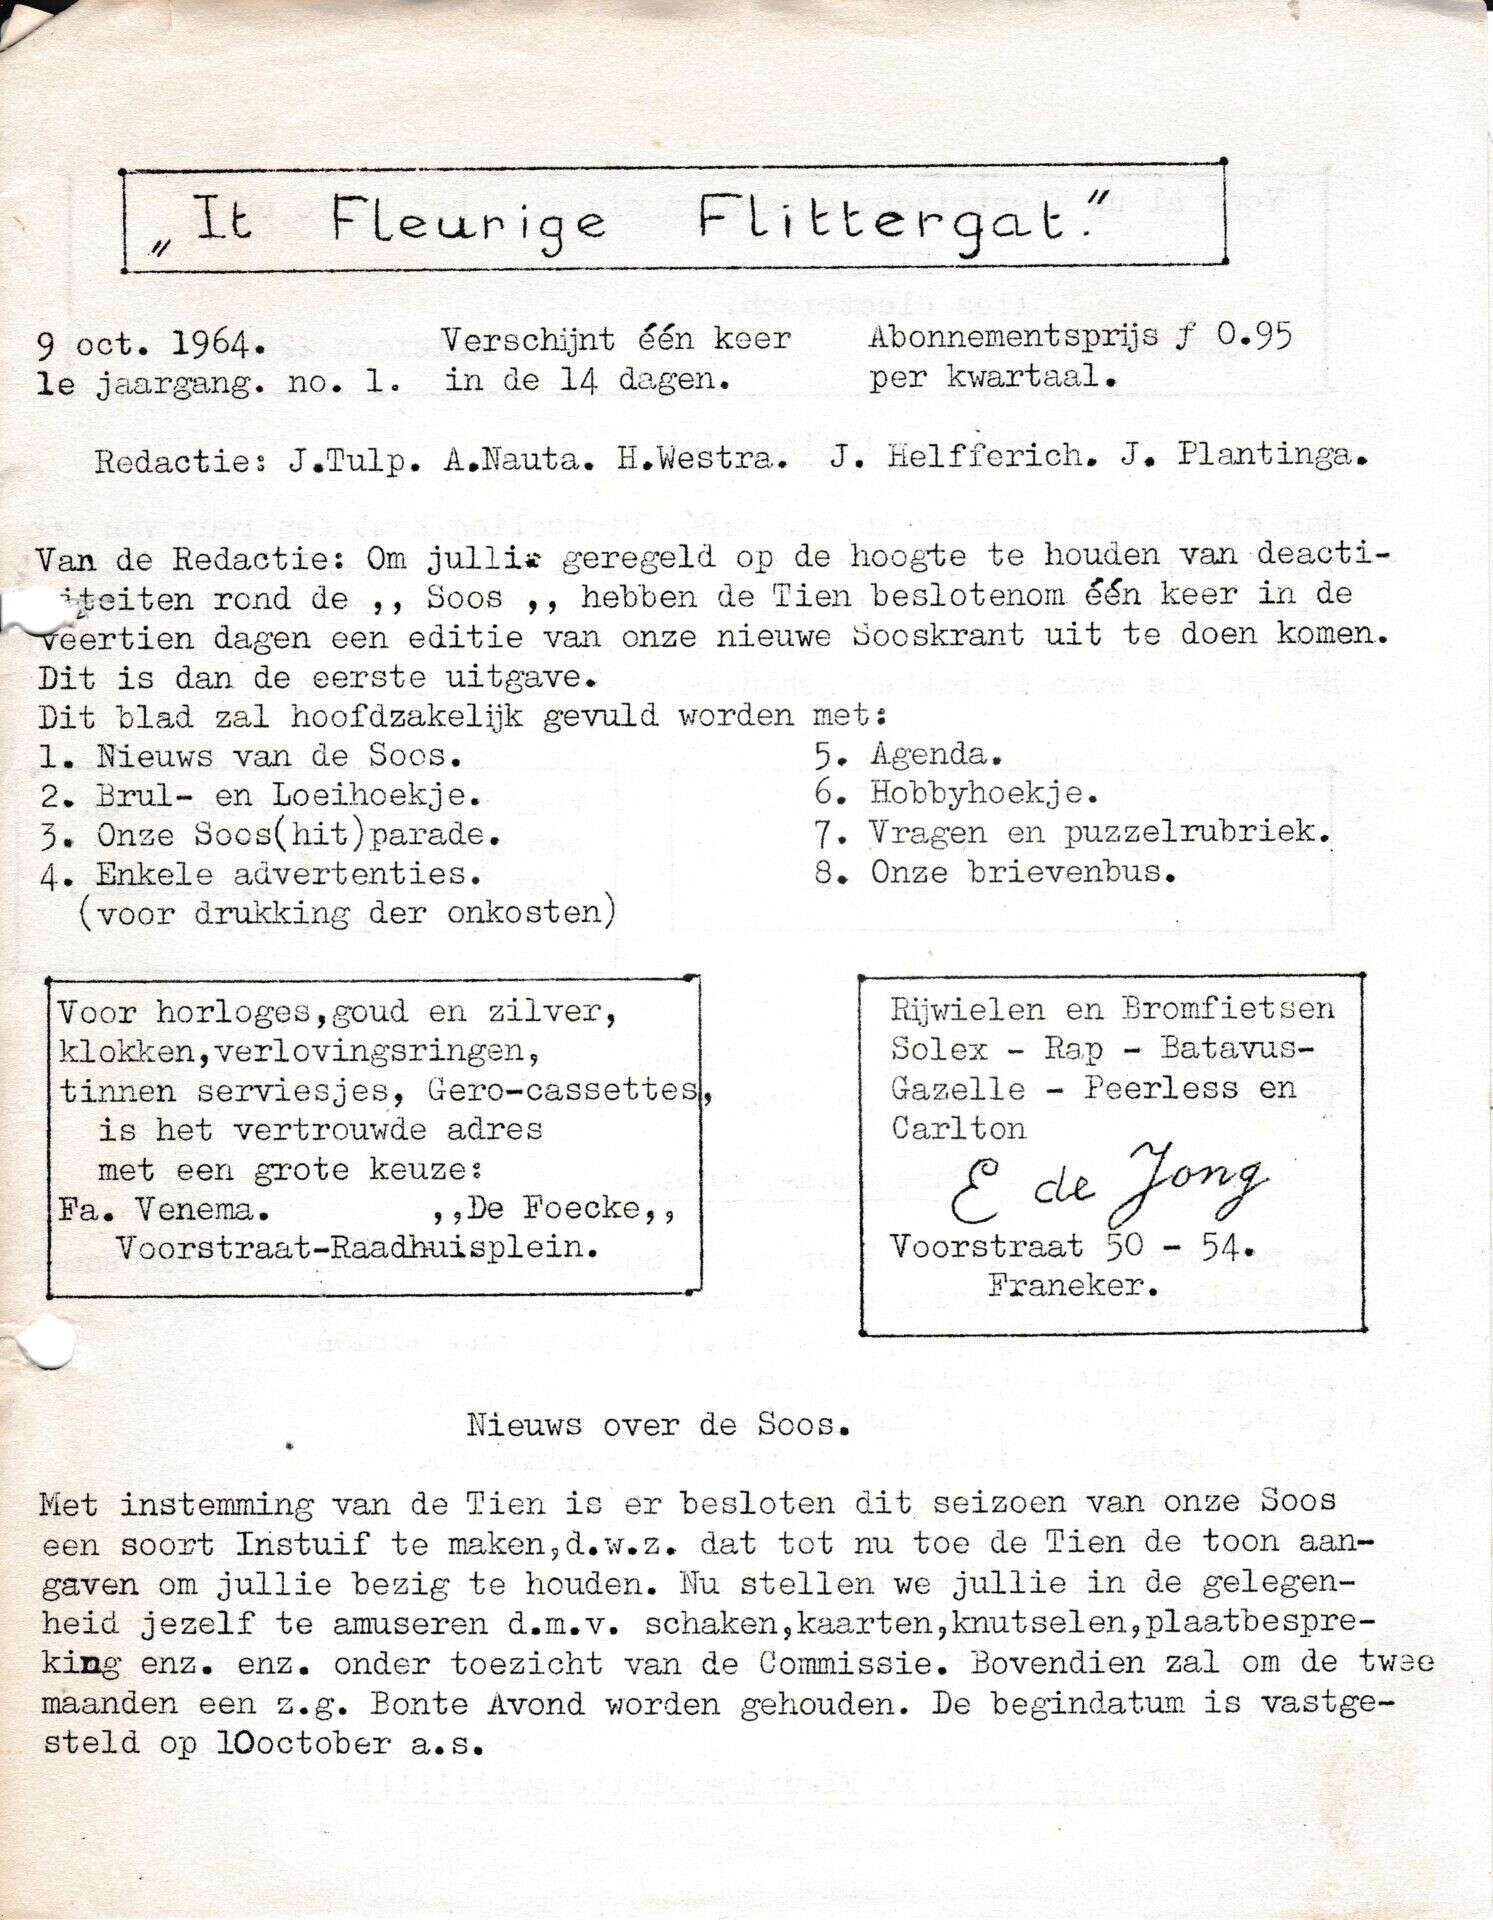 „It Fleurige Flittergat.”
9 oct. 1964.
1e jaargang. no. 1.
Verschijnt één keer
in de 14 dagen.
Abonnementsprijs ƒ 0.95
per kwartaal.
Redactie: J.Tulp. A.Nauta. H.Westra. J. Helfferich. J. Plantinga.
Van de Redactie: Om jullie geregeld op de hoogte te houden van deacti-
iteiten rond de ,, Soos ,, hebben de Tien beslotenom één keer in de
veertien dagen een editie van onze nieuwe Sooskrant uit te doen komen.
Dit is dan de eerste uitgave.
Dit blad zal hoofdzakelijk gevuld worden met:
1. Nieuws van de Soos.
2. Brul- en Loeihoekje.
3. Onze Soos(hit)parade.
4. Enkele advertenties.
(voor drukking der onkosten)
5. Agenda.
6. Hobbyhoekje.
7. Vragen en puzzelrubriek.
8. Onze brievenbus.
Voor horloges,goud en zilver,
klokken,verlovingsringen,
tinnen serviesjes, Gero-cassettes,
is het vertrouwde adres
met een grote keuze:
Fa. Venema. ,,De Foecke,,
Voorstraat-Raadhuisplein.
Rijwielen en Bromfietsen
Solex - Rap - Batavus-
Gazelle - Peerless en
Carlton
E de Jong
Voorstraat 50 - 54.
Franeker.
Nieuws over de Soos.
Met instemming van de Tien is er besloten dit seizoen van onze Soos
een soort Instuif te maken,d.w.z. dat tot nu toe de Tien de toon aan-
gaven om jullie bezig te houden. Nu stellen we jullie in de gelegen-
heid jezelf te amuseren d.m.v. schaken,kaarten,knutselen,plaatbespre-
king enz. enz. onder toezicht van de Commissie. Bovendien zal om de twee
maanden een z.g. Bonte Avond worden gehouden. De begindatum is vastge-
steld op 10october a.s.